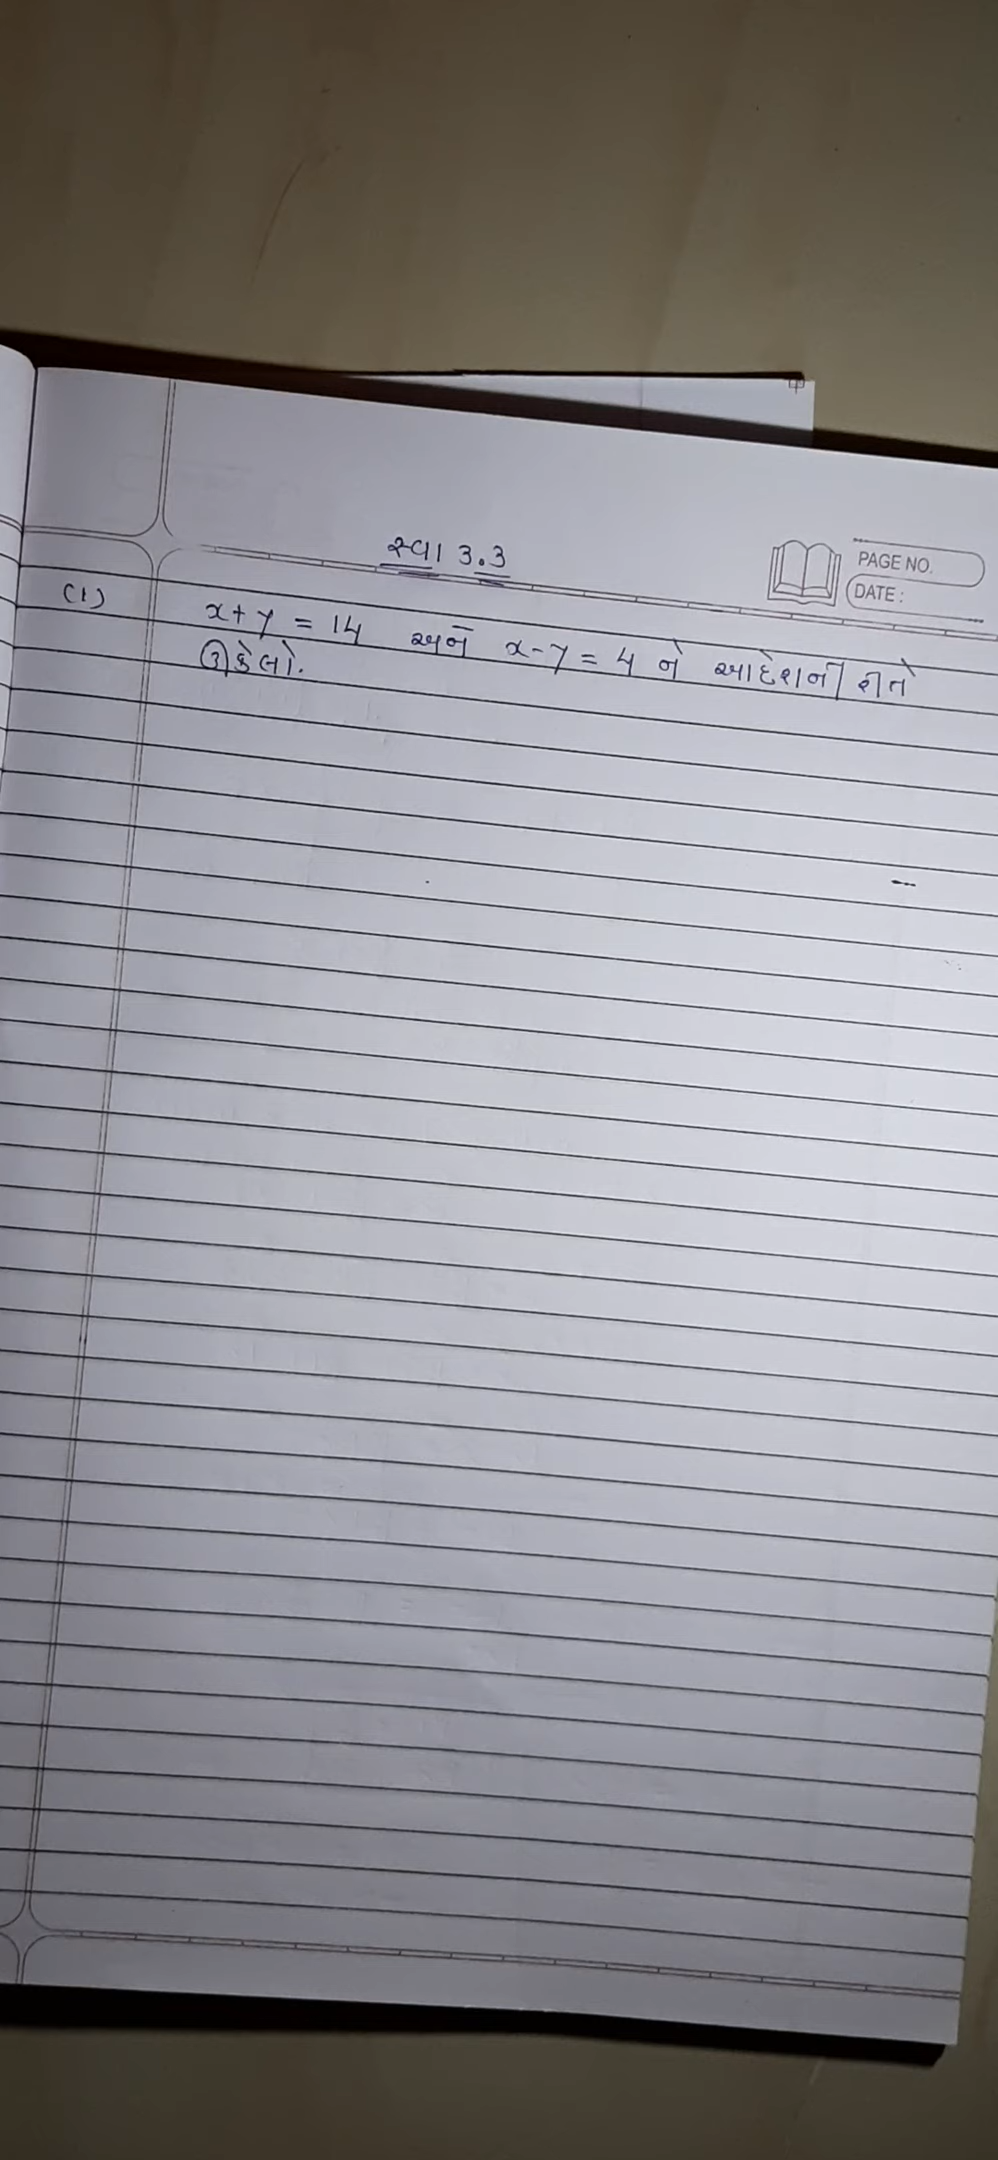 સ્વા 3.3
PAGE NO.
DATE :
(1) x+y = 14 અને x-y = 4 ને આદેશની રીતે
ઉકેલો.